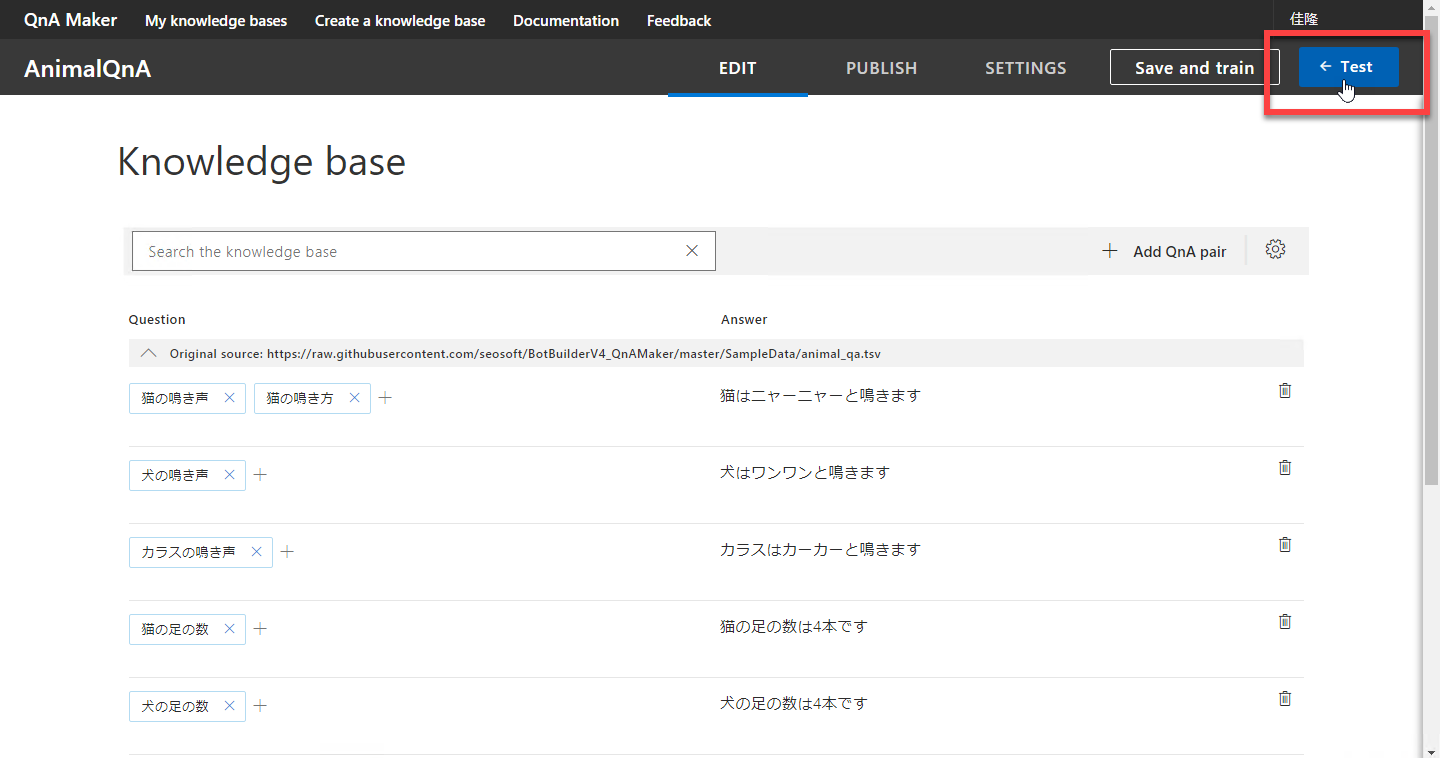 QnA Maker My knowledge bases Create a knowledge base Documentation Feedback 佳隆
AnimalQnA EDIT PUBLISH SETTINGS Save and train ← Test
Knowledge base
Search the knowledge base × + Add QnA pair
Question Answer
Original source: https://raw.githubusercontent.com/seosoft/BotBuilderV4_QnAMaker/master/SampleData/animal_qa.tsv
猫の鳴き声 × 猫の鳴き方 × + 猫はニャーニャーと鳴きます
犬の鳴き声 × + 犬はワンワンと鳴きます
カラスの鳴き声 × + カラスはカーカーと鳴きます
猫の足の数 × + 猫の足の数は4本です
犬の足の数 × + 犬の足の数は4本です